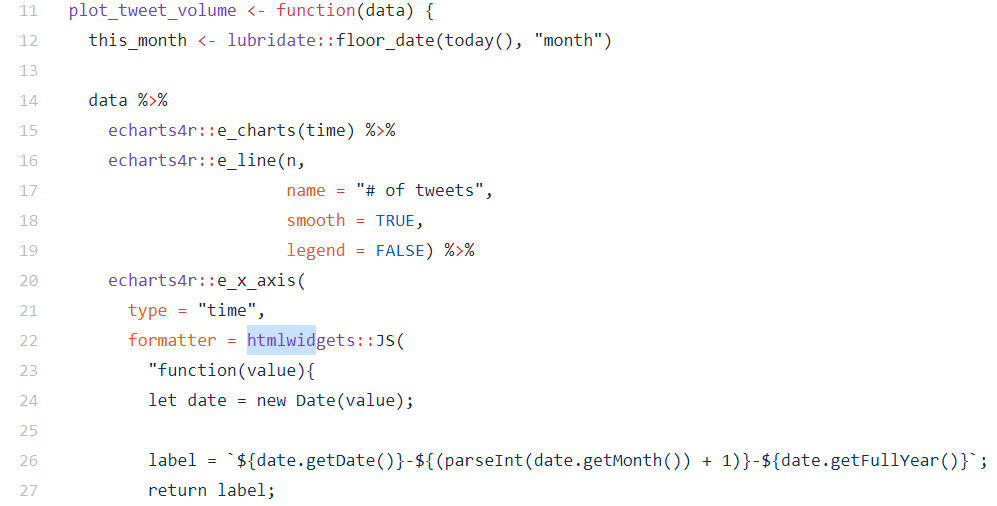 11 plot_tweet_volume <- function(data) {
12 this_month <- lubridate::floor_date(today(), "month")
13
14 data %>%
15 echarts4r::e_charts(time) %>%
16 echarts4r::e_line(n,
17 name = "# of tweets",
18 smooth = TRUE,
19 legend = FALSE) %>%
20 echarts4r::e_x_axis(
21 type = "time",
22 formatter = htmlwidgets::JS(
23 "function(value){
24 let date = new Date(value);
25
26 label = `${date.getDate()}-${(parseInt(date.getMonth()) + 1)}-${date.getFullYear()}`;
27 return label;